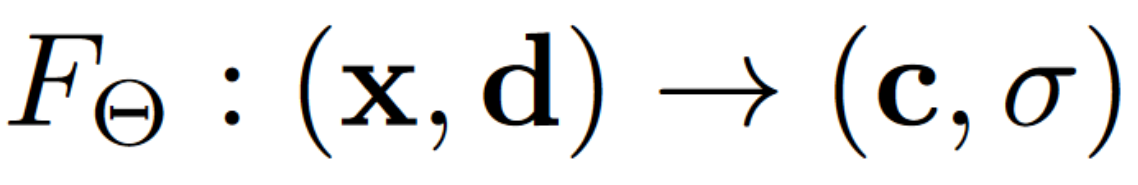 F_Θ : (𝐱, 𝐝) → (𝐜, σ)